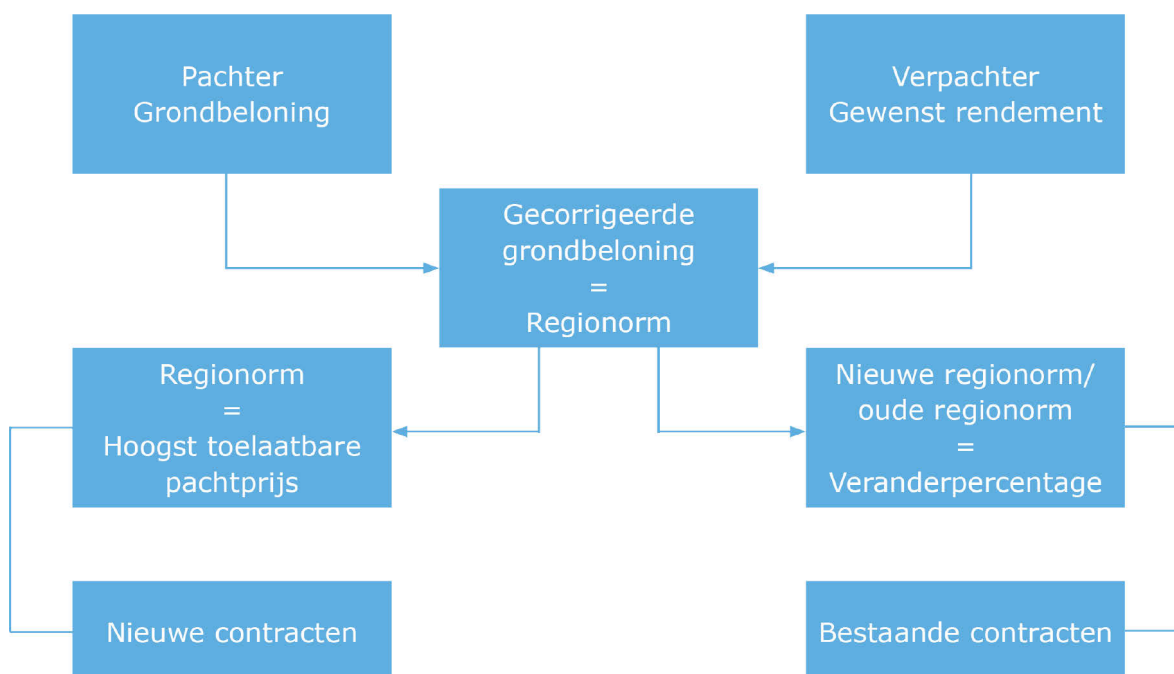 Pachter
Grondbeloning
Verpachter
Gewenst rendement
Gecorrigeerde
grondbeloning
=
Regionorm
Regionorm
=
Hoogst toelaatbare
pachtprijs
Nieuwe regionorm/
oude regionorm
=
Veranderpercentage
Nieuwe contracten
Bestaande contracten